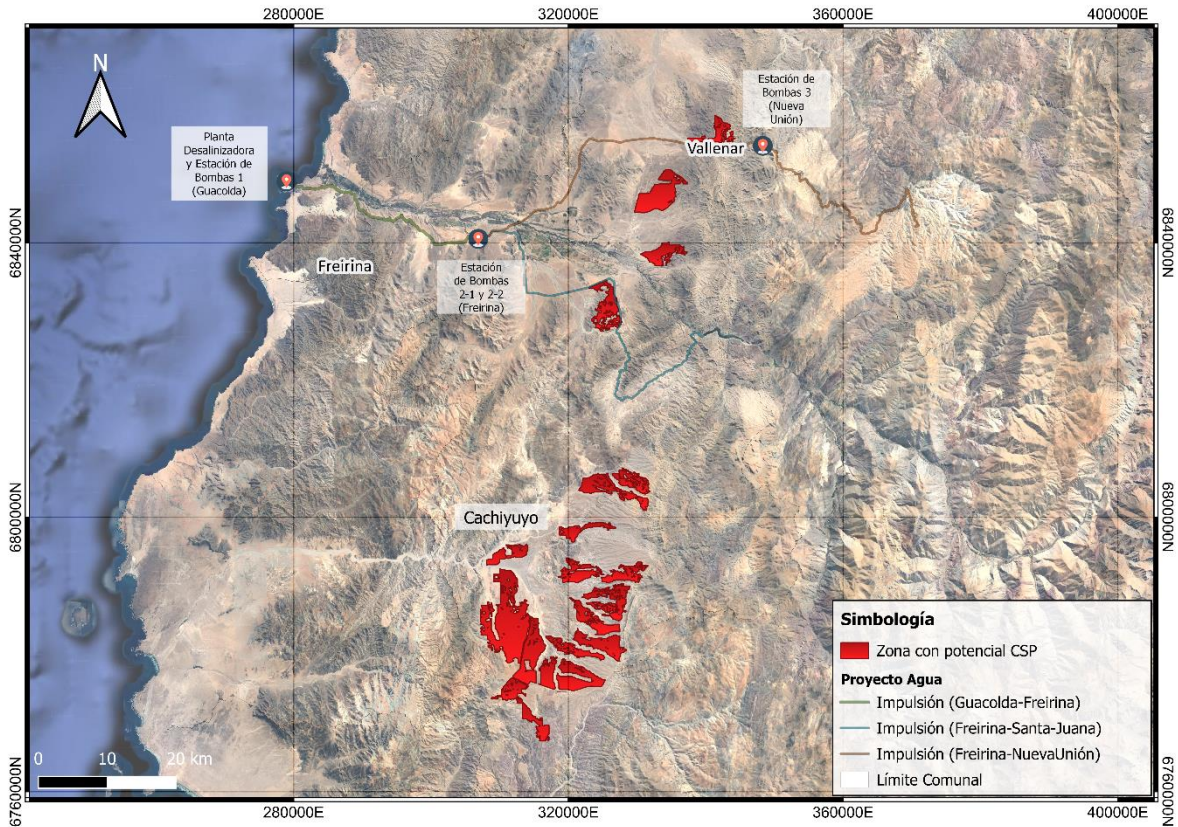 280000E
320000E
360000E
400000E
N
Estación de
Bombas 3
(Nueva
Unión)
Planta
Desalinizadora
y Estación de
Bombas 1
(Guacolda)
Vallenar
6840000N
6840000N
Freirina
Estación
de Bombas
2-1 y 2-2
(Freirina)
6800000N
Cachiyuyo
6800000N
Simbología
Zona con potencial CSP
Proyecto Agua
Impulsión (Guacolda-Freirina)
Impulsión (Freirina-Santa-Juana)
Impulsión (Freirina-NuevaUnión)
Límite Comunal
0 10 20 km
6760000N
6760000N
280000E
320000E
360000E
400000E